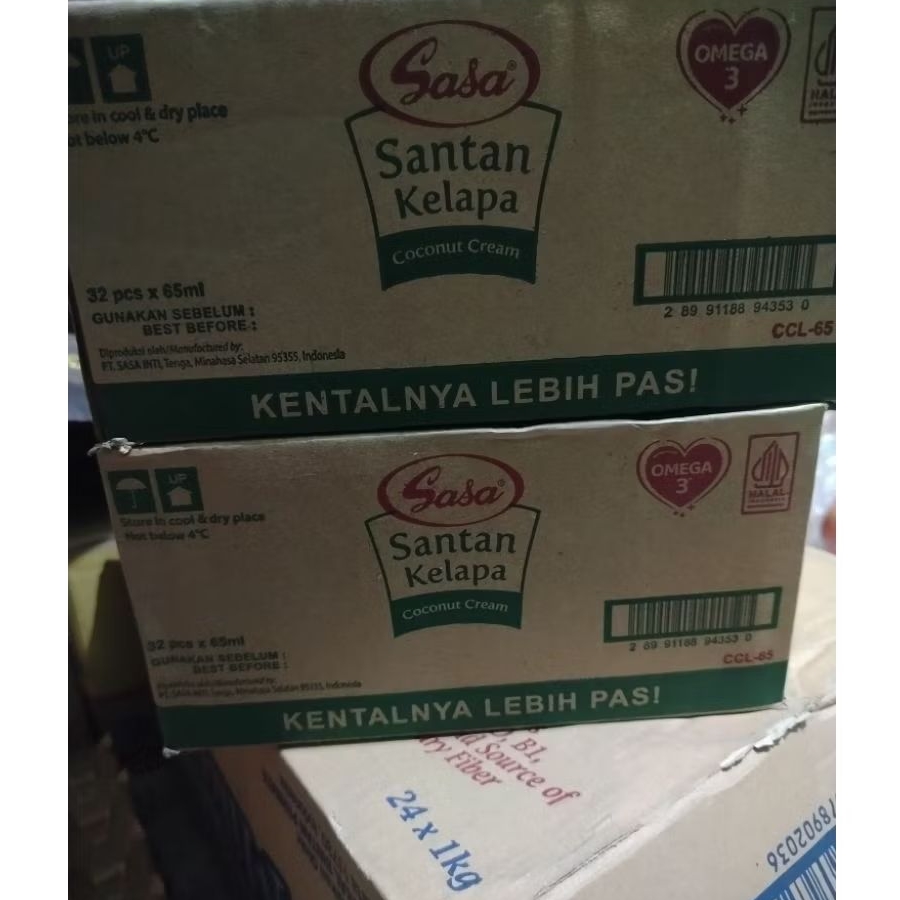 UP
in cool & dry place
below 4°C
Sasa®
Santan
Kelapa
Coconut Cream
OMEGA
3
32 pcs x 65ml
GUNAKAN SEBELUM :
BEST BEFORE :
Diproduksi oleh/Manufactured by:
PT. SASA INTI, Teruga, Minahasa Selatan 95355, Indonesia
2 89 91188 94353 0
CCL-65
KENTALNYA LEBIH PAS!
UP
Store in cool & dry place
Not below 4°C
Sasa®
Santan
Kelapa
Coconut Cream
OMEGA
3
HALAL
INDONESIA
32 pcs x 65ml
GUNAKAN SEBELUM :
BEST BEFORE :
2 89 91188 94353 0
CCL-65
KENTALNYA LEBIH PAS!
B1,
Source of
Fiber
24 x 1kg
78902036